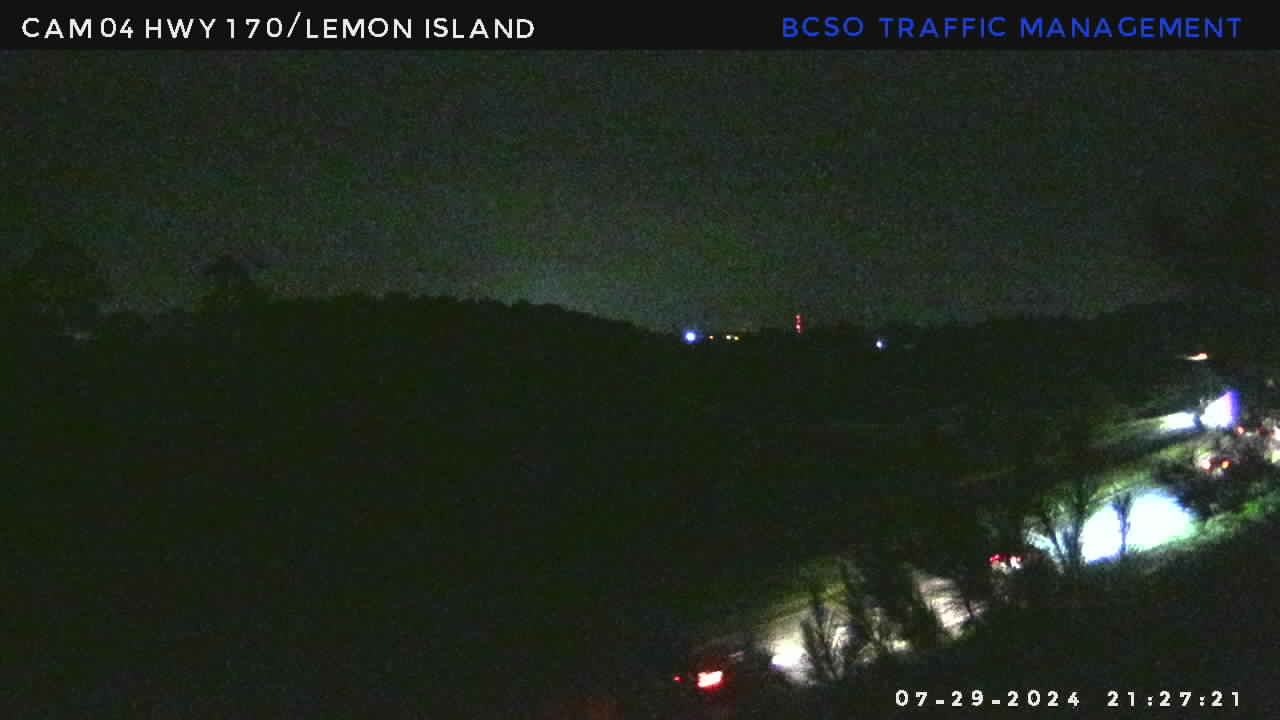 CAM04 HWY 170/LEMON ISLAND
BCSO TRAFFIC MANAGEMENT
07-29-2024 21:27:21